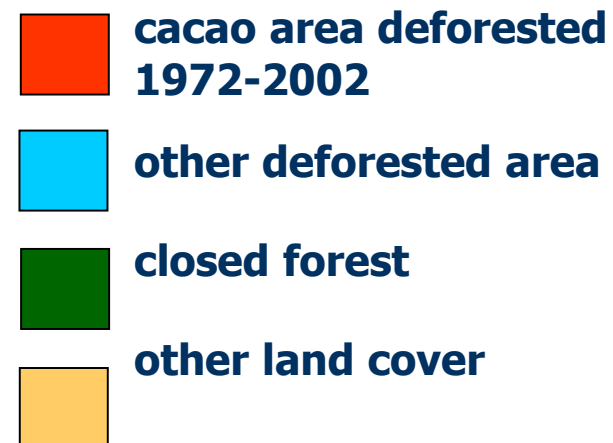 cacao area deforested
1972-2002
other deforested area
closed forest
other land cover